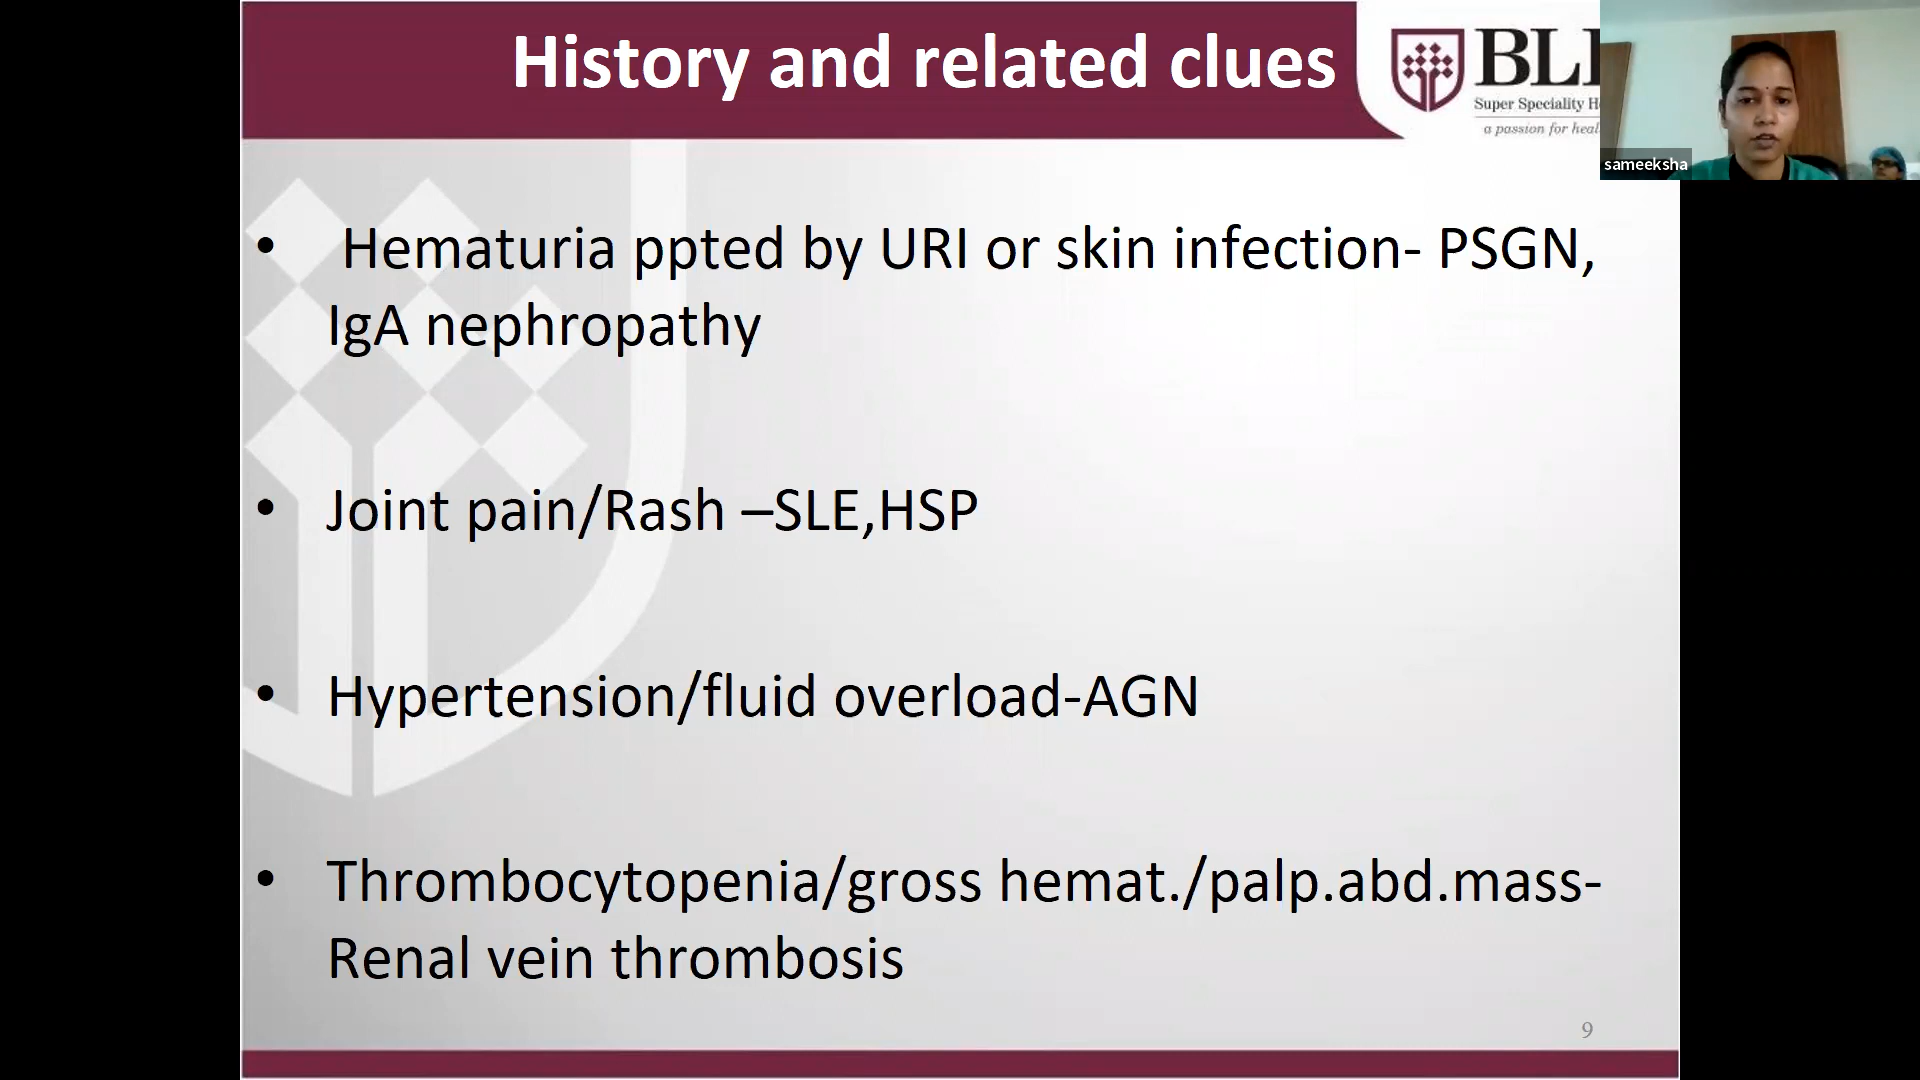 History and related clues
Super Speciality
a passion for
sameeksha
• Hematuria ppted by URI or skin infection- PSGN,
IgA nephropathy
• Joint pain/Rash –SLE,HSP
• Hypertension/fluid overload-AGN
• Thrombocytopenia/gross hemat./palp.abd.mass-
Renal vein thrombosis
9